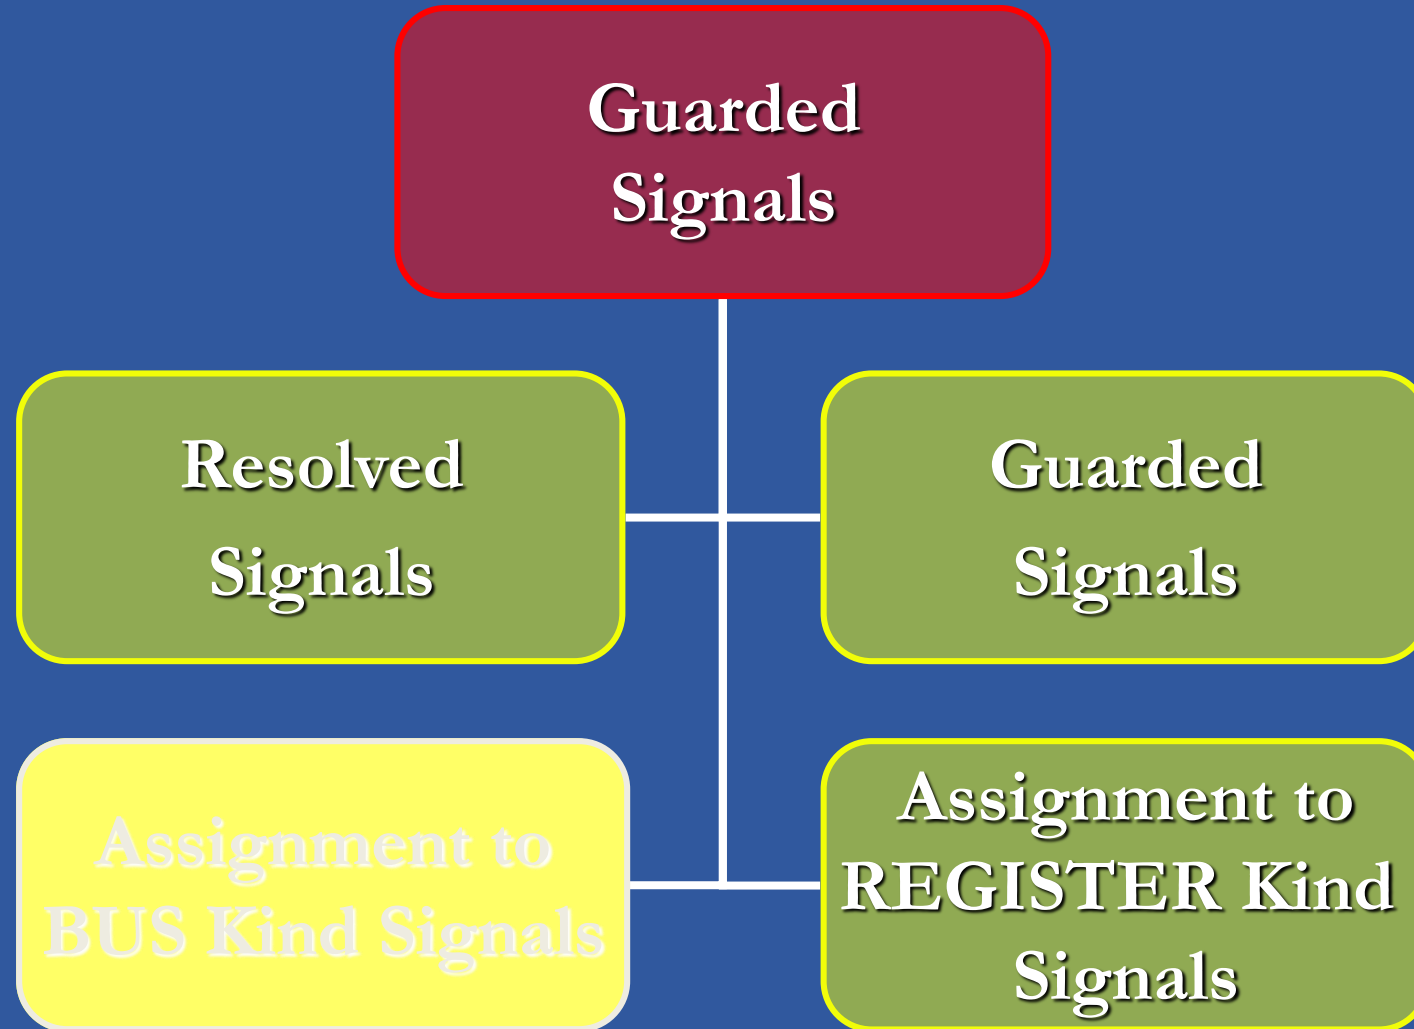 Guarded
Signals
Resolved
Signals
Guarded
Signals
Assignment to
BUS Kind Signals
Assignment to
REGISTER Kind
Signals